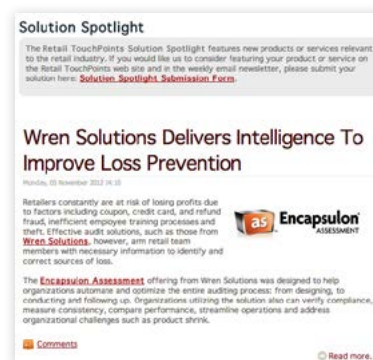 Solution Spotlight
The Retail TouchPoints Solution Spotlight features new products or services relevant
to the retail industry. If you would like us to consider featuring your product or service on
the Retail TouchPoints web site and in the weekly email newsletter, please submit your
solution here: Solution Spotlight Submission Form.
Wren Solutions Delivers Intelligence To
Improve Loss Prevention
Monday, 05 November 2012 14:10
Retailers constantly are at risk of losing profits due
to factors including coupon, credit card, and refund
fraud, inefficient employee training processes and
theft. Effective audit solutions, such as those from
Wren Solutions, however, arm retail team
members with necessary information to identify and
correct sources of loss.
as Encapsulon
ASSESSMENT
The Encapsulon Assessment offering from Wren Solutions was designed to help
organizations automate and optimize the entire auditing process: from designing, to
conducting and following up. Organizations utilizing the solution also can verify compliance,
measure consistency, compare performance, streamline operations and address
organizational challenges such as product shrink.
Comments
Read more.